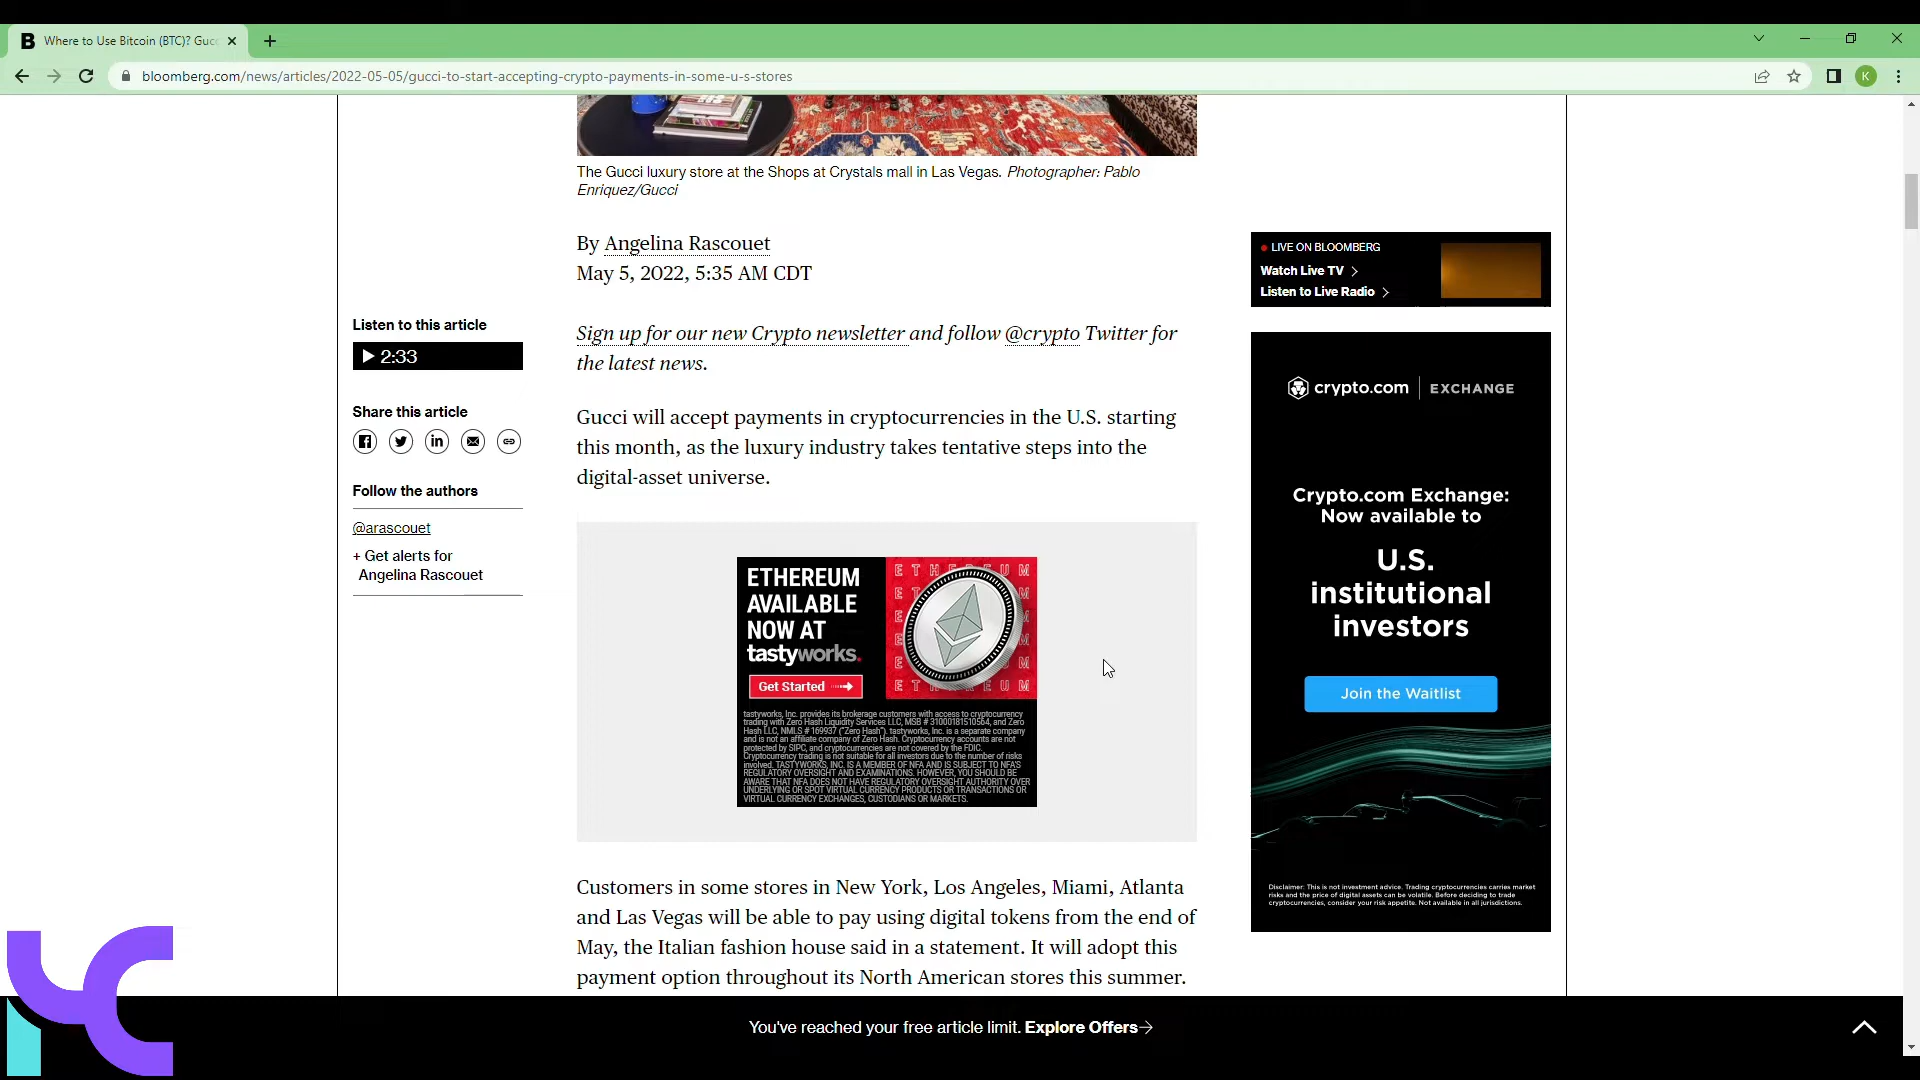 B Where to Use Bitcoin (BTC)? Gucc
bloomberg.com/news/articles/2022-05-05/gucci-to-start-accepting-crypto-payments-in-some-u-s-stores
K
The Gucci luxury store at the Shops at Crystals mall in Las Vegas. Photographer: Pablo
Enriquez/Gucci
By Angelina Rascouet
May 5, 2022, 5:35 AM CDT
Listen to this article
2:33
Share this article
Follow the authors
@arascouet
+ Get alerts for
Angelina Rascouet
Sign up for our new Crypto newsletter and follow @crypto Twitter for
the latest news.
Gucci will accept payments in cryptocurrencies in the U.S. starting
this month, as the luxury industry takes tentative steps into the
digital-asset universe.
ETHEREUM
AVAILABLE
NOW AT
tastyworks.
Get Started
ETHEREUM
tastyworks, Inc. provides its brokerage customers with access to cryptocurrency
trading with Zero Hash Liquidity Services LLC, MSB # 31000181510564, and Zero
Hash LLC, NMLS # 169937 ("Zero Hash"). tastyworks, Inc. is a separate company
and is not an affiliate company of Zero Hash. Cryptocurrency accounts are not
protected by SIPC, and cryptocurrencies are not covered by the FDIC.
Cryptocurrency trading is not suitable for all investors due to the number of risks
involved. TASTYWORKS, INC. IS A MEMBER OF NFA AND IS SUBJECT TO NFA'S
REGULATORY OVERSIGHT AND EXAMINATIONS. HOWEVER, YOU SHOULD BE
AWARE THAT NFA DOES NOT HAVE REGULATORY OVERSIGHT AUTHORITY OVER
UNDERLYING OR SPOT VIRTUAL CURRENCY PRODUCTS OR TRANSACTIONS OR
VIRTUAL CURRENCY EXCHANGES, CUSTODIANS OR MARKETS.
Customers in some stores in New York, Los Angeles, Miami, Atlanta
and Las Vegas will be able to pay using digital tokens from the end of
May, the Italian fashion house said in a statement. It will adopt this
payment option throughout its North American stores this summer.
LIVE ON BLOOMBERG
Watch Live TV
Listen to Live Radio
crypto.com | EXCHANGE
Crypto.com Exchange:
Now available to
U.S.
institutional
investors
Join the Waitlist
Disclaimer: This is not investment advice. Trading cryptocurrencies carries market
risks and the price of digital assets can be volatile. Before deciding to trade
cryptocurrencies, consider your risk appetite. Not available in all jurisdictions.
You've reached your free article limit. Explore Offers